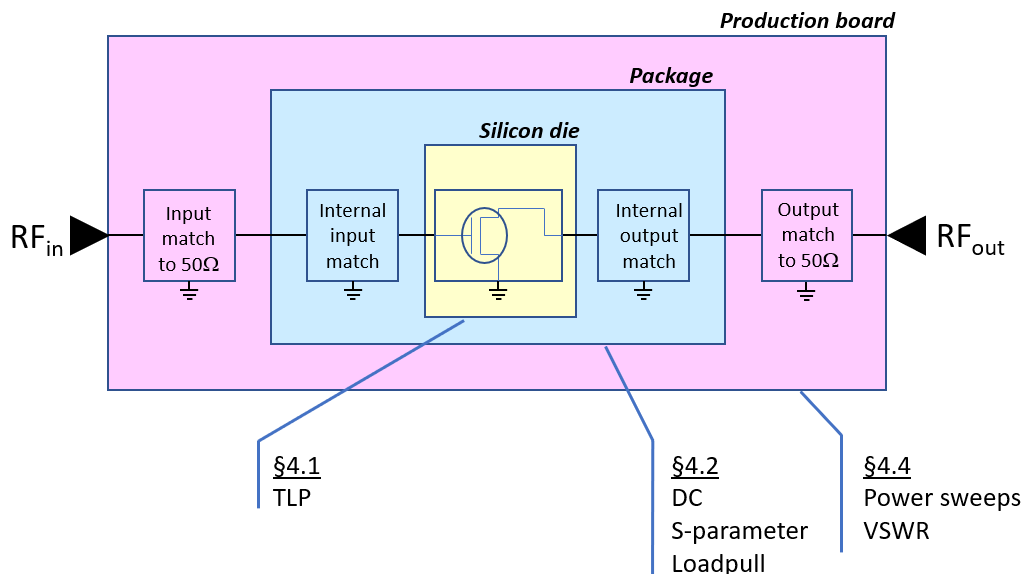 Production board
Package
Silicon die
RFin
Input
match
to 50Ω
Internal
input
match
Internal
output
match
Output
match
to 50Ω
RFout
§4.1
TLP
§4.2
DC
S-parameter
Loadpull
§4.4
Power sweeps
VSWR